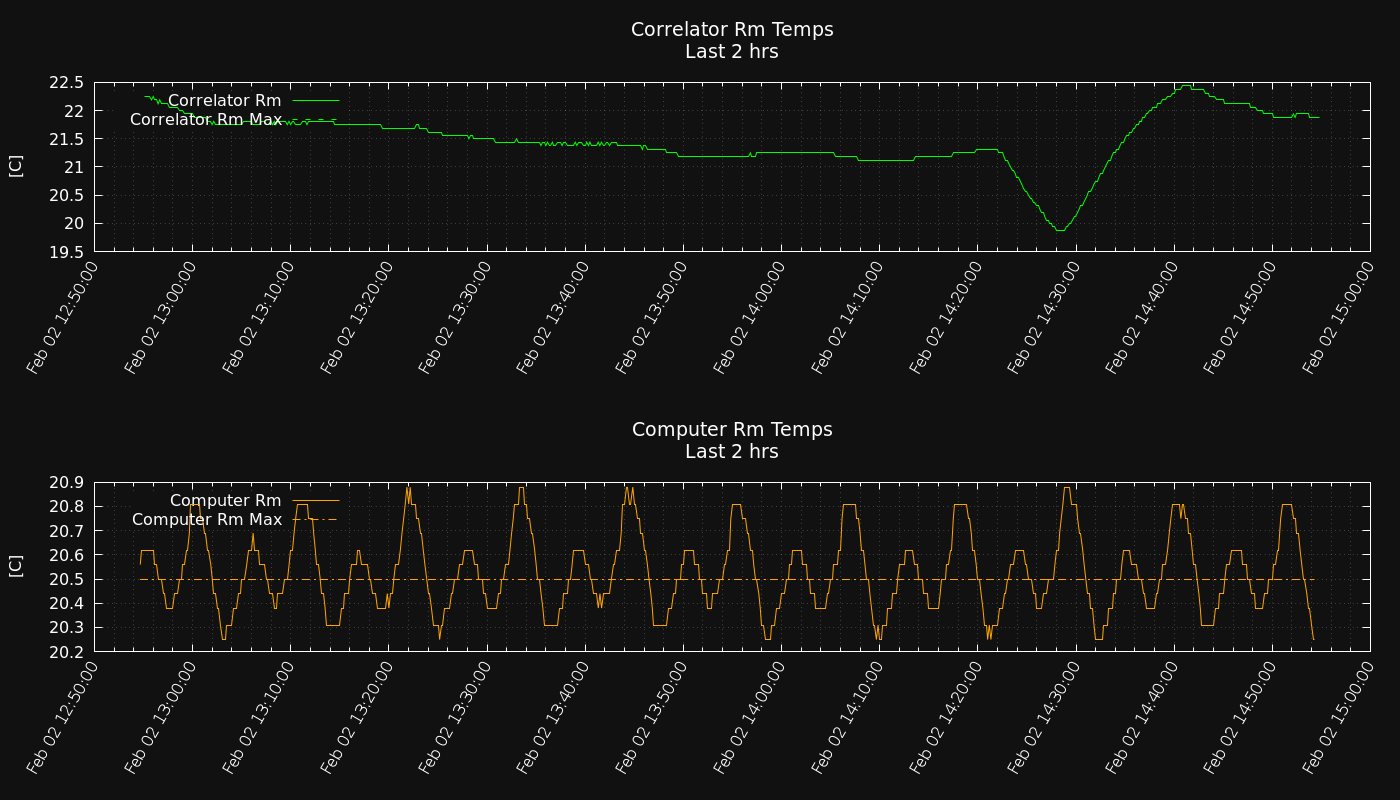 Correlator Rm Temps
Last 2 hrs
22.5
22
21.5
21
20.5
20
19.5
[C]
Correlator Rm
Correlator Rm Max
Feb 02 12:50:00
Feb 02 13:00:00
Feb 02 13:10:00
Feb 02 13:20:00
Feb 02 13:30:00
Feb 02 13:40:00
Feb 02 13:50:00
Feb 02 14:00:00
Feb 02 14:10:00
Feb 02 14:20:00
Feb 02 14:30:00
Feb 02 14:40:00
Feb 02 14:50:00
Feb 02 15:00:00
Computer Rm Temps
Last 2 hrs
20.9
20.8
20.7
20.6
20.5
20.4
20.3
20.2
[C]
Computer Rm
Computer Rm Max
Feb 02 12:50:00
Feb 02 13:00:00
Feb 02 13:10:00
Feb 02 13:20:00
Feb 02 13:30:00
Feb 02 13:40:00
Feb 02 13:50:00
Feb 02 14:00:00
Feb 02 14:10:00
Feb 02 14:20:00
Feb 02 14:30:00
Feb 02 14:40:00
Feb 02 14:50:00
Feb 02 15:00:00